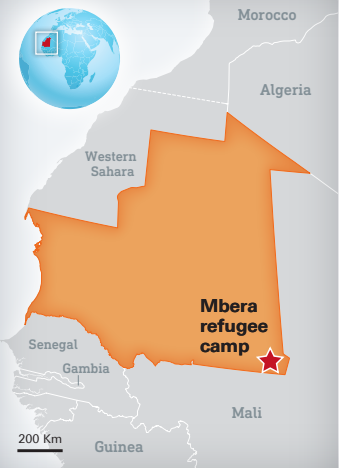 Morocco
Algeria
Western
Sahara
Mbera
refugee
camp
Senegal
Gambia
Mali
200 Km
Guinea